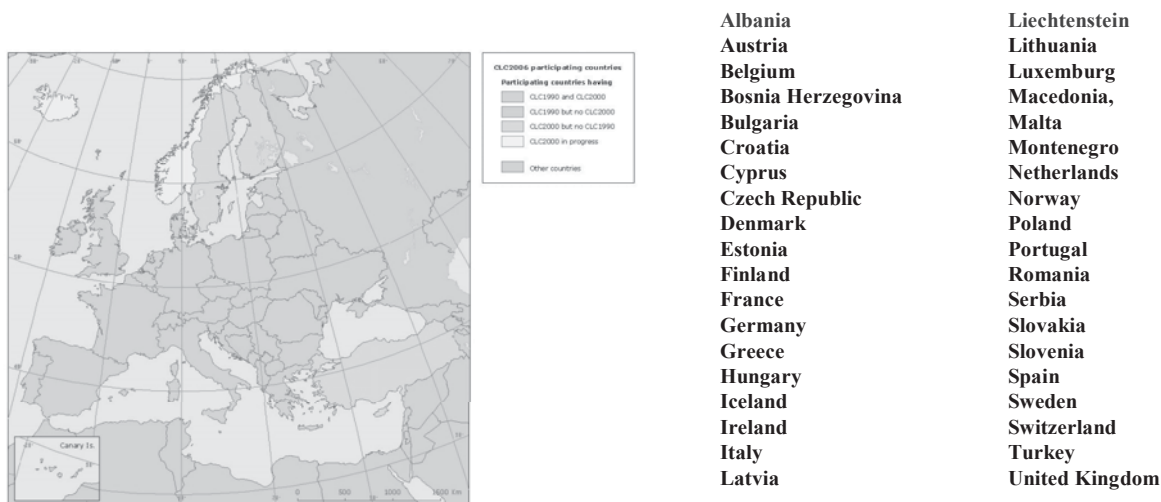 CLC2006 participating countries
Participating countries having
CLC1990 and CLC2000
CLC1990 but no CLC2000
CLC2000 but no CLC1990
CLC2000 in progress
Other countries
Canary Is.
0 500 1000 1500 Km
Albania
Austria
Belgium
Bosnia Herzegovina
Bulgaria
Croatia
Cyprus
Czech Republic
Denmark
Estonia
Finland
France
Germany
Greece
Hungary
Iceland
Ireland
Italy
Latvia
Liechtenstein
Lithuania
Luxemburg
Macedonia,
Malta
Montenegro
Netherlands
Norway
Poland
Portugal
Romania
Serbia
Slovakia
Slovenia
Spain
Sweden
Switzerland
Turkey
United Kingdom